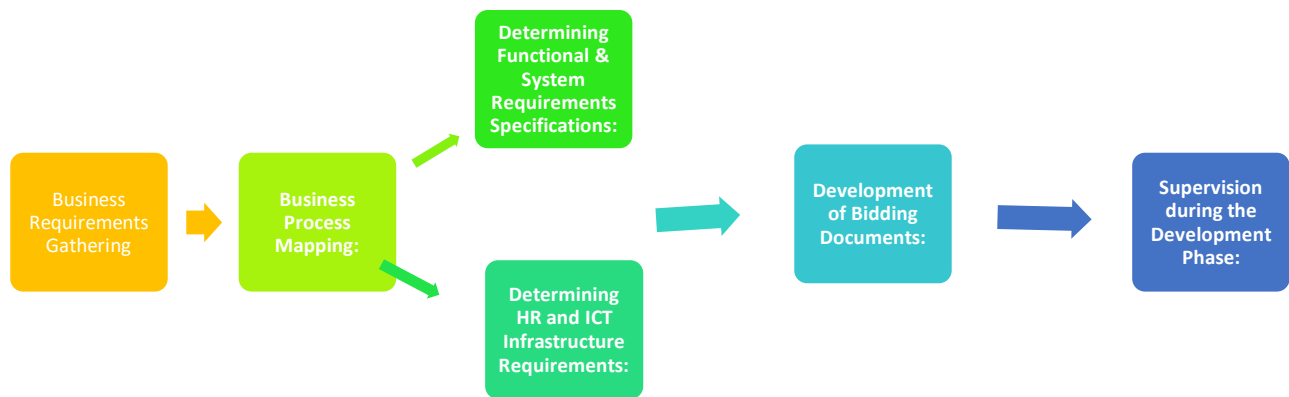 Business
Requirements
Gathering
Business
Process
Mapping:
Determining
Functional &
System
Requirements
Specifications:
Determining
HR and ICT
Infrastructure
Requirements:
Development
of Bidding
Documents:
Supervision
during the
Development
Phase: